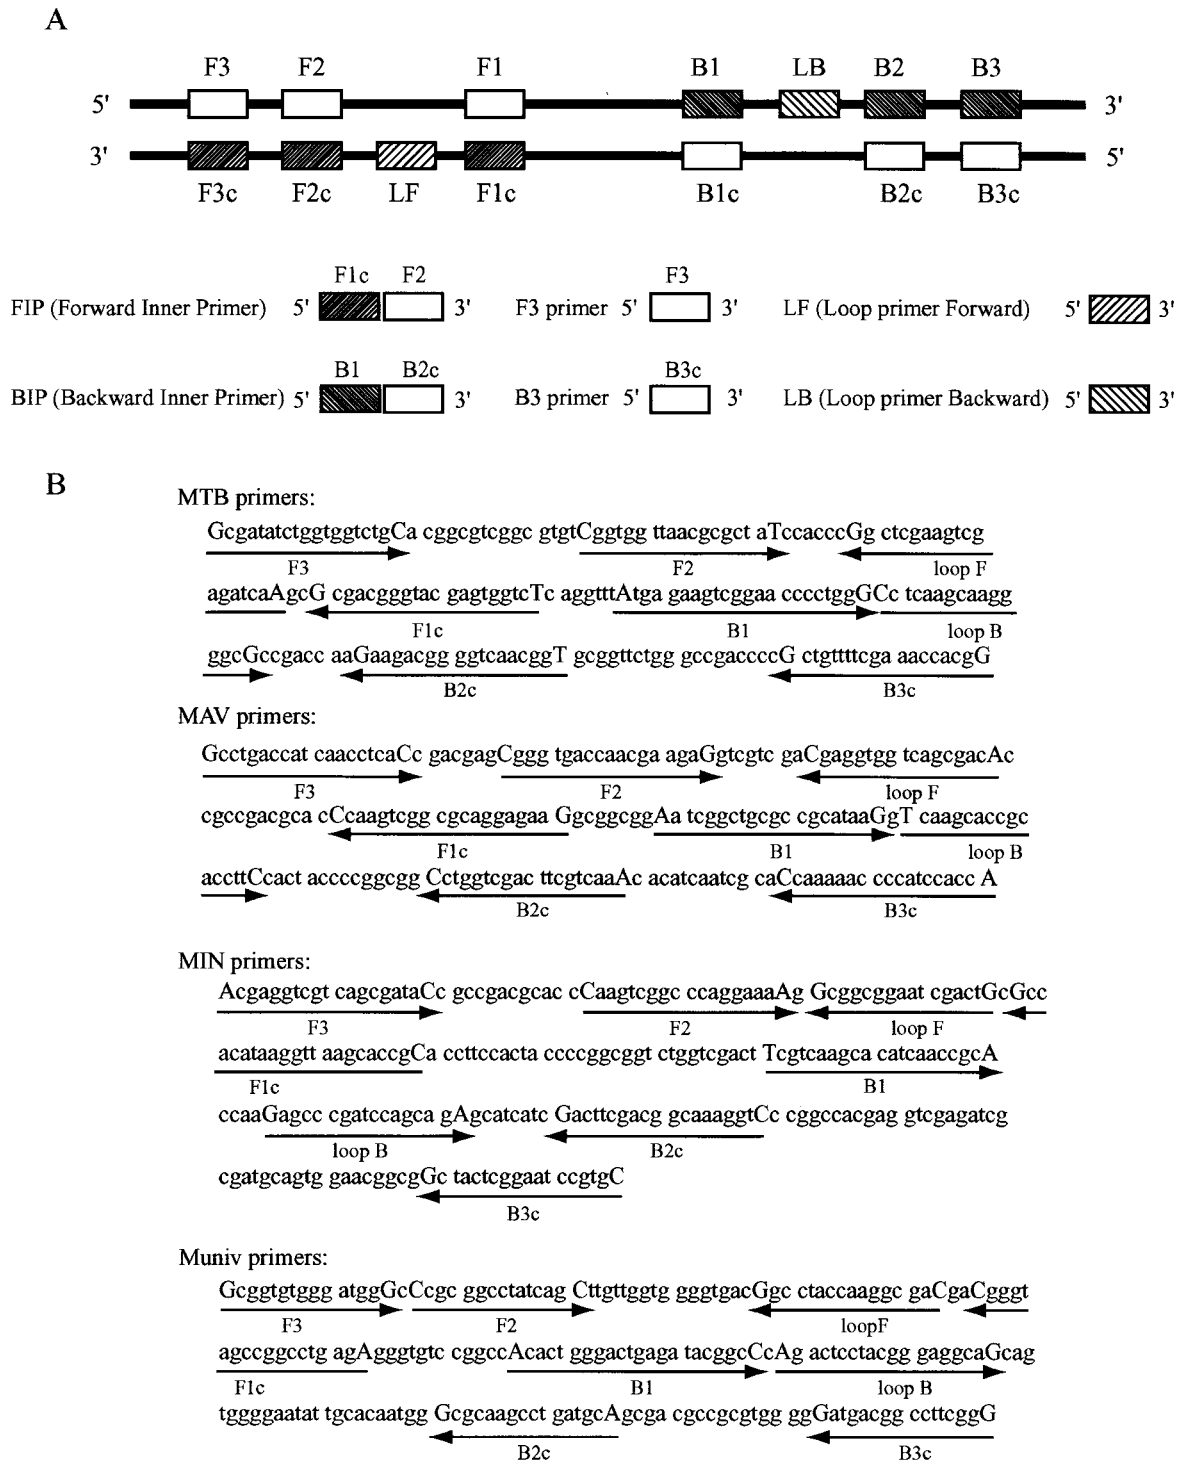 A
F3 F2 F1 B1 LB B2 B3
5' 3'
3' 5'
F3c F2c LF F1c B1c B2c B3c
F1c F2 F3
FIP (Forward Inner Primer) 5' 3' F3 primer 5' 3' LF (Loop primer Forward) 5'
B1 B2c B3c
BIP (Backward Inner Primer) 5' 3' B3 primer 5' 3' LB (Loop primer Backward) 5' 3'
B
MTB primers:
GcgatatctggtggtctgCa cggcgtcggc gtgtCggtgg ttaacgcgct aTccacccGg ctcgaagtcg
F3 F2 loop F
agatcaAgcG cgacgggtac gagtggtcTc aggtttAtga gaagtcggaa cccctggGCc tcaagcaagg
F1c B1 loop B
ggcGccgacc aaGaagacgg ggtcaacggT gcggttctgg gccgaccccG ctgttttcga aaccacgG
B2c B3c
MAV primers:
Gcctgaccat caacctcaCc gacgagCggg tgaccaacga agaGgtcgtc gaCgaggtgg tcagcgacAc
F3 F2 loop F
cgccgacgca cCcaagtcgg cgcaggagaa GgcggcggAa tcggctgcgc cgcataaGgT caagcaccgc
F1c B1 loop B
accttCcact accccggcgg Cctggtcgac ttcgtcaaAc acatcaatcg caCcaaaaac cccatccacc A
B2c B3c
MIN primers:
Acgaggtcgt cagcgataCc gccgacgcac cCaagtcggc ccaggaaaAg Gcggcggaat cgactGcGcc
F3 F2 loop F
acataaggtt aagcaccgCa ccttccacta ccccggcggt ctggtcgact Tcgtcaagca catcaaccgcA
F1c B1
ccaaGagccc cgatccagca gAgcatcatc Gacttcgacg gcaaaggtCc cggccacgag gtcgagatcg
loop B B2c
cgatgcagtg gaacggcgGc tactcggaat ccgtgC
B3c
Muniv primers:
Gcggtgtggg atggGcCcgc ggcctatcag Cttgttggtg gggtgacGgc ctaccaaggc gaCgaCgggt
F3 F2 loopF
agccggcctg agAgggtgtc cggccAcact gggactgaga tacggcCcAg actcctacgg gaggcaGcag
F1c B1 loop B
tggggaatat tgcacaatgg Gcgcaagcct gatgcAgcga cgccgcgtgg ggGatgacgg ccttcggG
B2c B3c